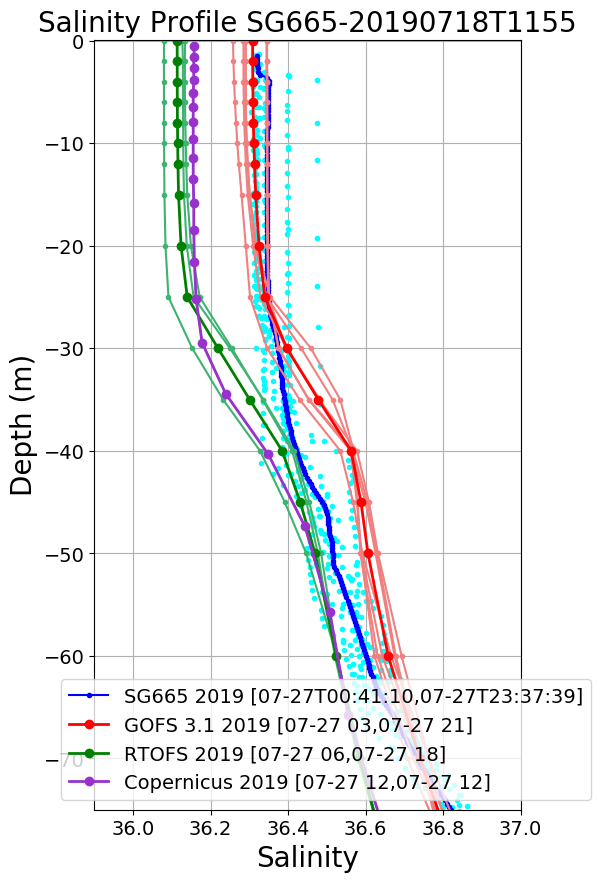 Salinity Profile SG665-20190718T1155
0
−10
−20
−30
−40
−50
−60
−70
Depth (m)
SG665 2019 [07-27T00:41:10,07-27T23:37:39]
GOFS 3.1 2019 [07-27 03,07-27 21]
RTOFS 2019 [07-27 06,07-27 18]
Copernicus 2019 [07-27 12,07-27 12]
36.0 36.2 36.4 36.6 36.8 37.0
Salinity